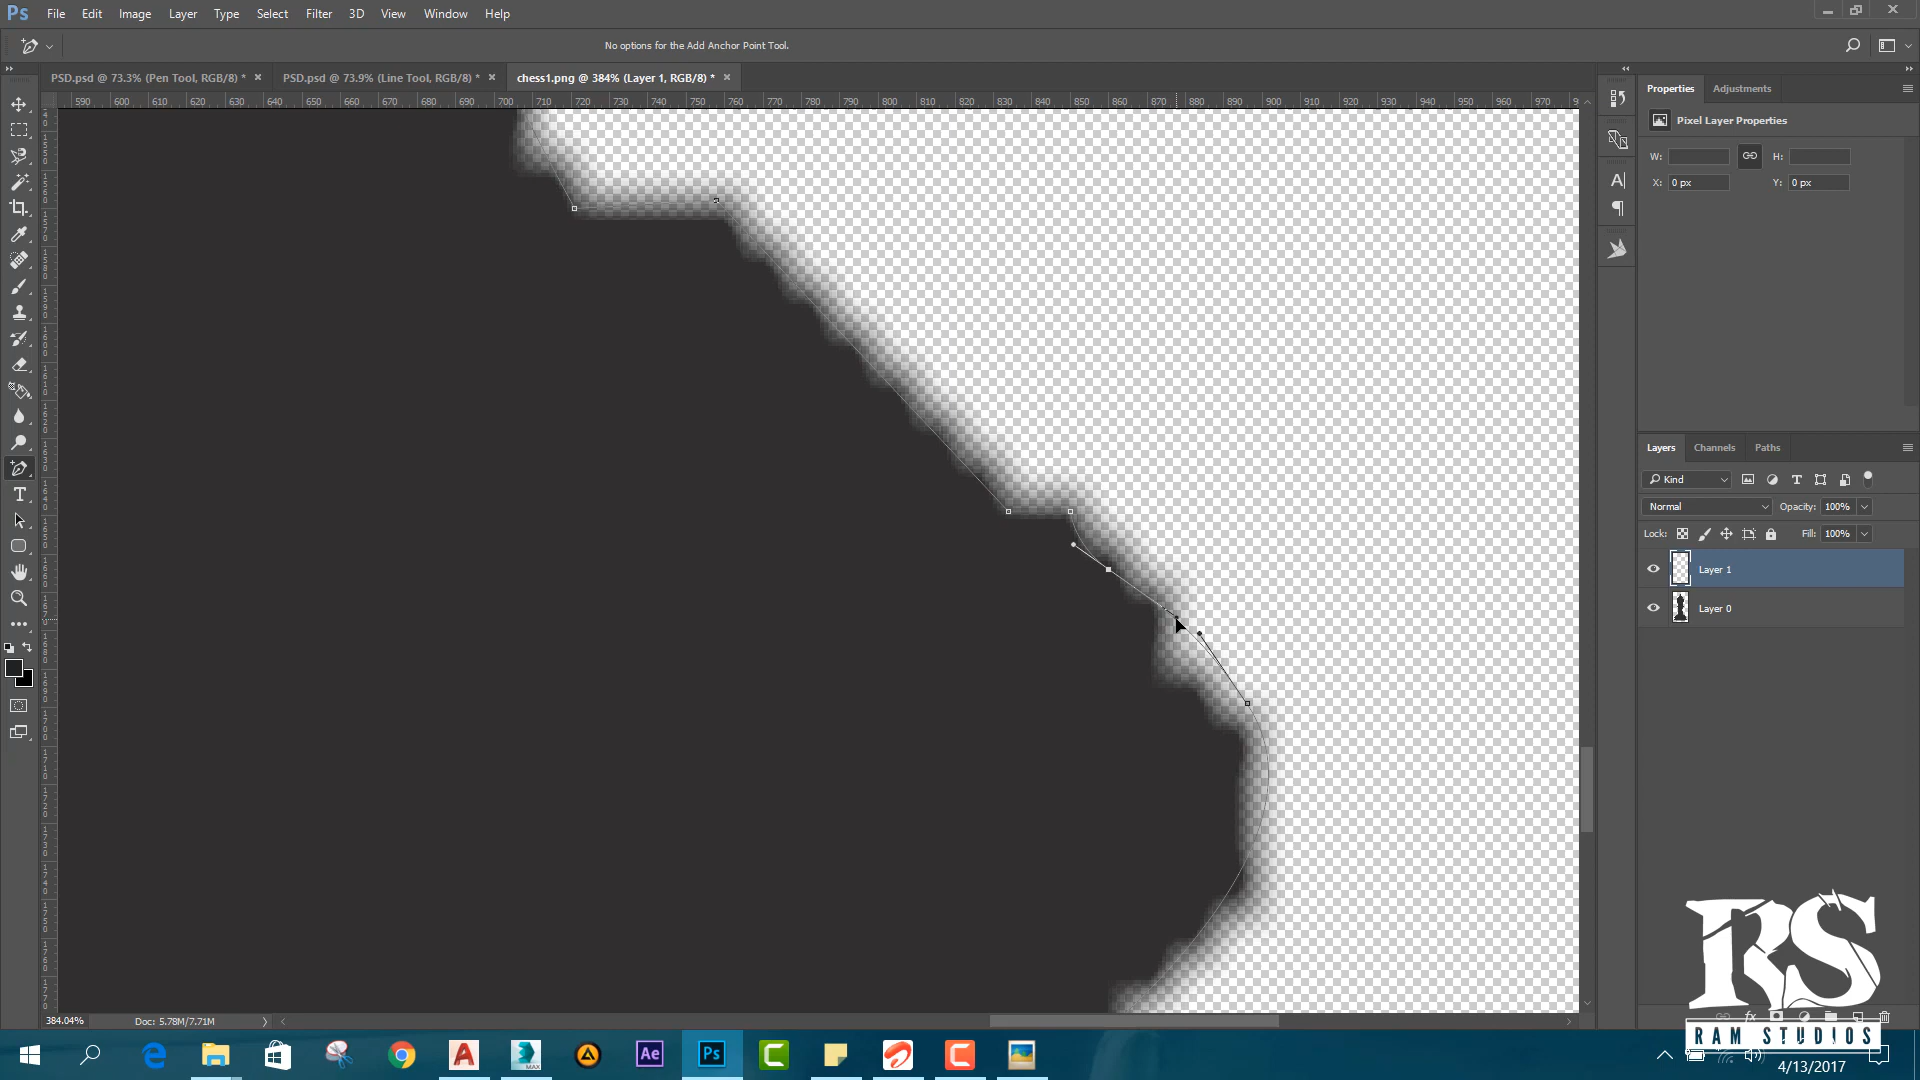 Ps File Edit Image Layer Type Select Filter 3D View Window Help
No options for the Add Anchor Point Tool.
PSD.psd @ 73.3% (Pen Tool, RGB/8) * × PSD.psd @ 73.9% (Line Tool, RGB/8) * × chess1.png @ 384% (Layer 1, RGB/8) * ×
590 600 610 620 630 640 650 660 670 680 690 700 710 720 730 740 750 760 770 780 790 800 810 820 830 840 850 860 870 880 890 900 910 920 930 940 950 960 970 9
Properties Adjustments
Pixel Layer Properties
W: H:
X: 0 px Y: 0 px
Layers Channels Paths
Kind
Normal Opacity: 100%
Lock: Fill: 100%
Layer 1
Layer 0
384.04% Doc: 5.78M/7.71M
RS
RAM STUDIOS
Ae Ps
MAX
4/13/2017